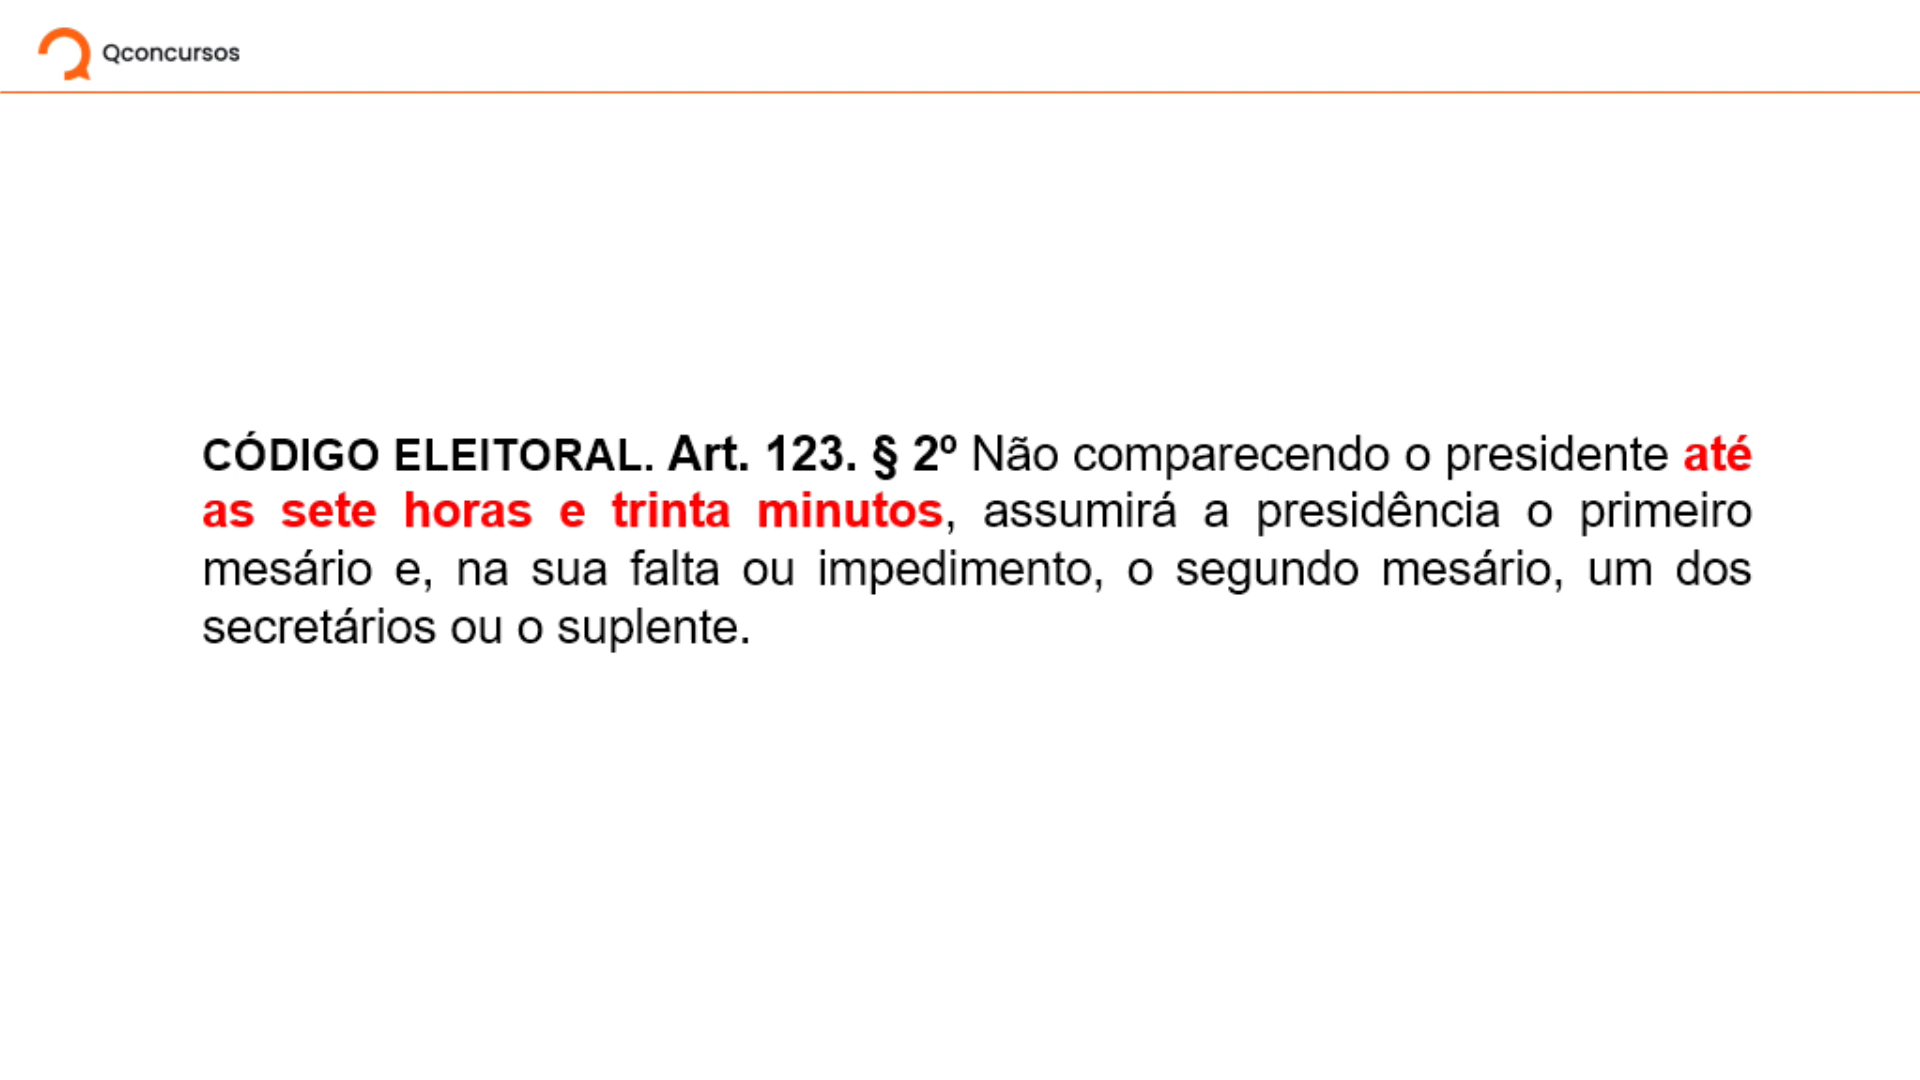 Qconcursos
CÓDIGO ELEITORAL. Art. 123. § 2º Não comparecendo o presidente até
as sete horas e trinta minutos, assumirá a presidência o primeiro
mesário e, na sua falta ou impedimento, o segundo mesário, um dos
secretários ou o suplente.